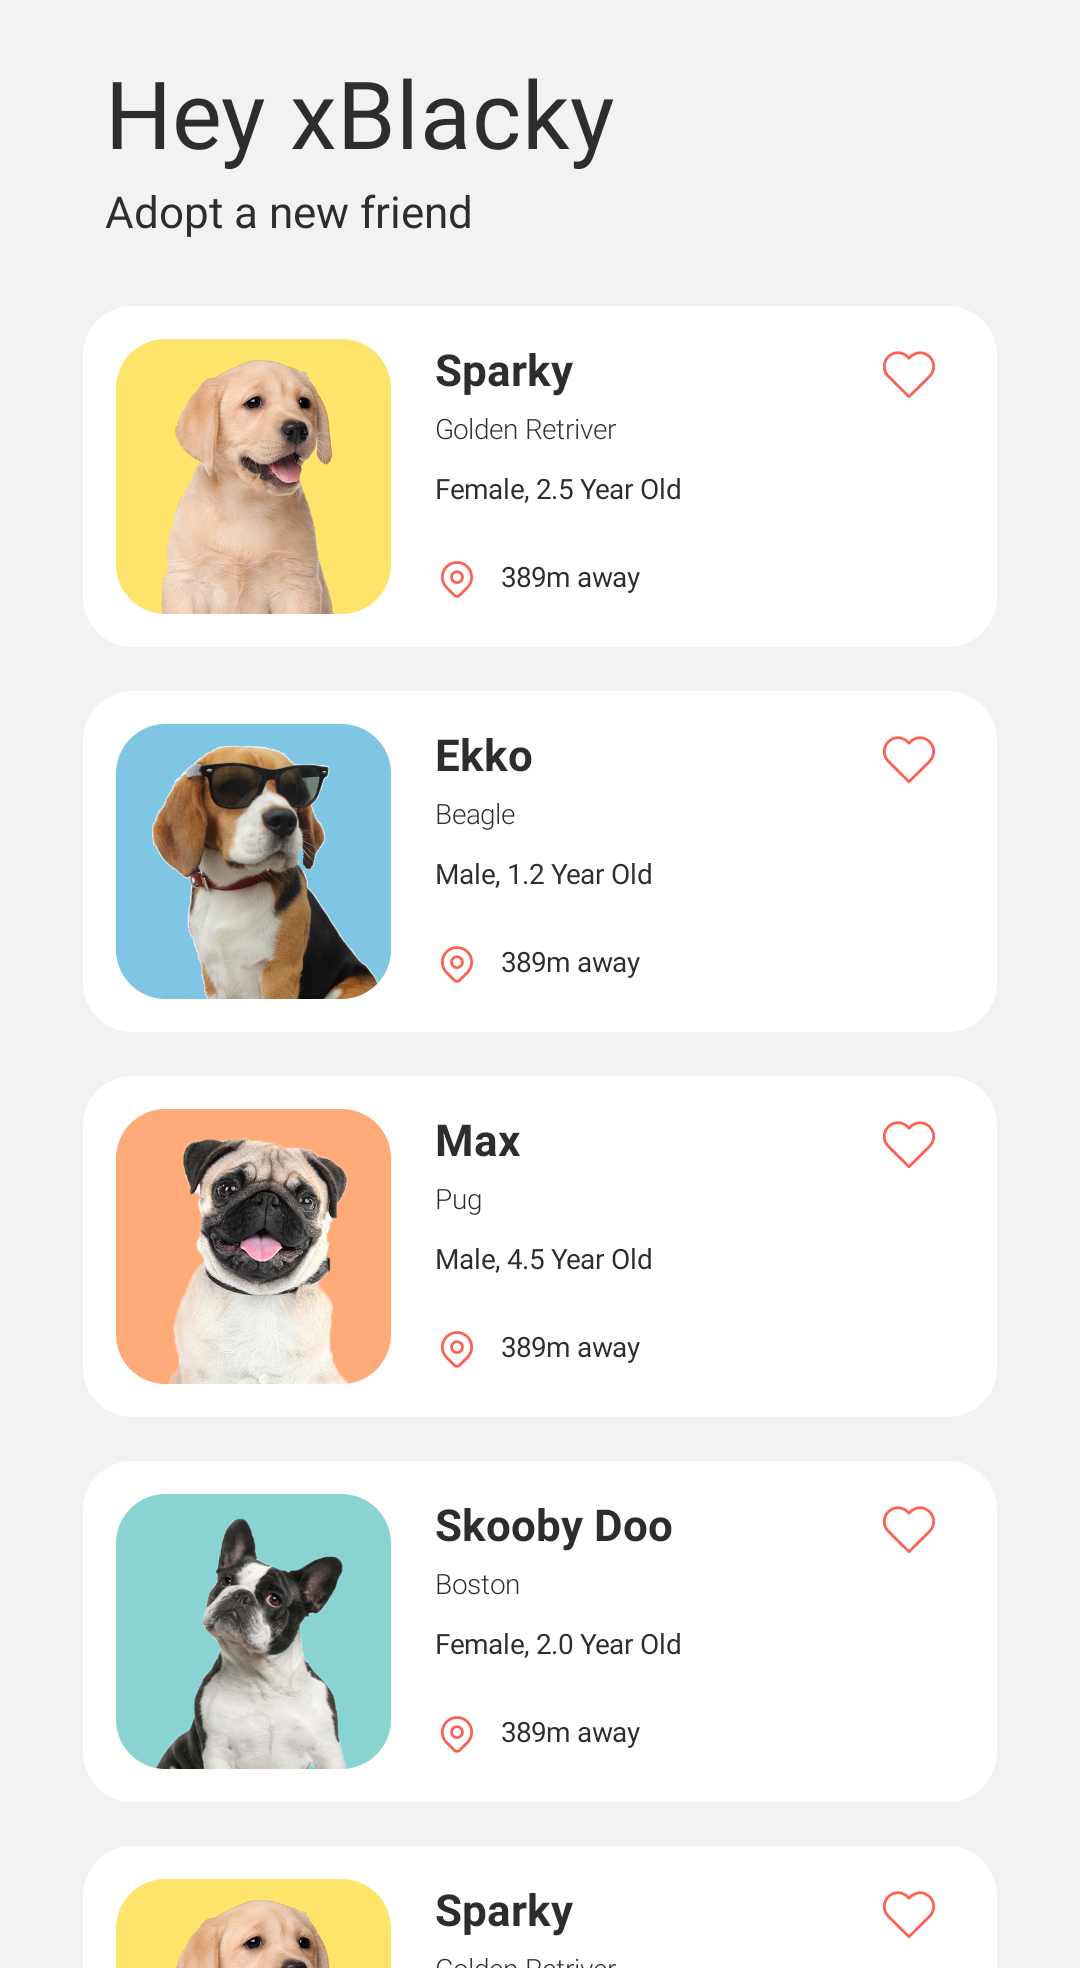 Hey xBlacky
Adopt a new friend
Sparky
Golden Retriver
Female, 2.5 Year Old
389m away
Ekko
Beagle
Male, 1.2 Year Old
389m away
Max
Pug
Male, 4.5 Year Old
389m away
Skooby Doo
Boston
Female, 2.0 Year Old
389m away
Sparky
Golden Retriver